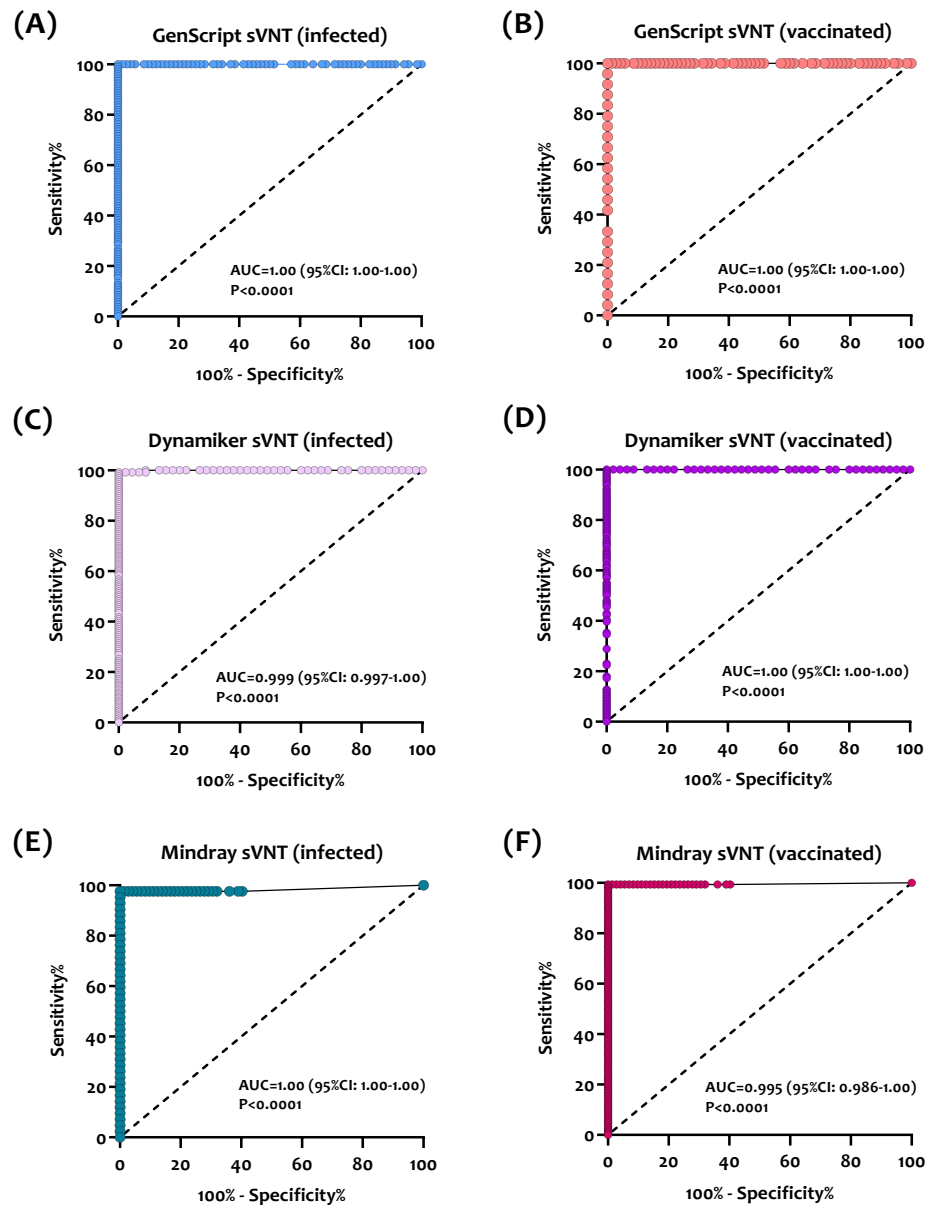 (A)
GenScript sVNT (infected)
100
80
60
40
20
0
Sensitivity%
AUC=1.00 (95%CI: 1.00-1.00)
P<0.0001
0 20 40 60 80 100
100% - Specificity%
(B)
GenScript sVNT (vaccinated)
100
80
60
40
20
0
Sensitivity%
AUC=1.00 (95%CI: 1.00-1.00)
P<0.0001
0 20 40 60 80 100
100% - Specificity%
(C)
Dynamiker sVNT (infected)
100
80
60
40
20
0
Sensitivity%
AUC=0.999 (95%CI: 0.997-1.00)
P<0.0001
0 20 40 60 80 100
100% - Specificity%
(D)
Dynamiker sVNT (vaccinated)
100
80
60
40
20
0
Sensitivity%
AUC=1.00 (95%CI: 1.00-1.00)
P<0.0001
0 20 40 60 80 100
100% - Specificity%
(E)
Mindray sVNT (infected)
100
80
60
40
20
0
Sensitivity%
AUC=1.00 (95%CI: 1.00-1.00)
P<0.0001
0 20 40 60 80 100
100% - Specificity%
(F)
Mindray sVNT (vaccinated)
100
80
60
40
20
0
Sensitivity%
AUC=0.995 (95%CI: 0.986-1.00)
P<0.0001
0 20 40 60 80 100
100% - Specificity%